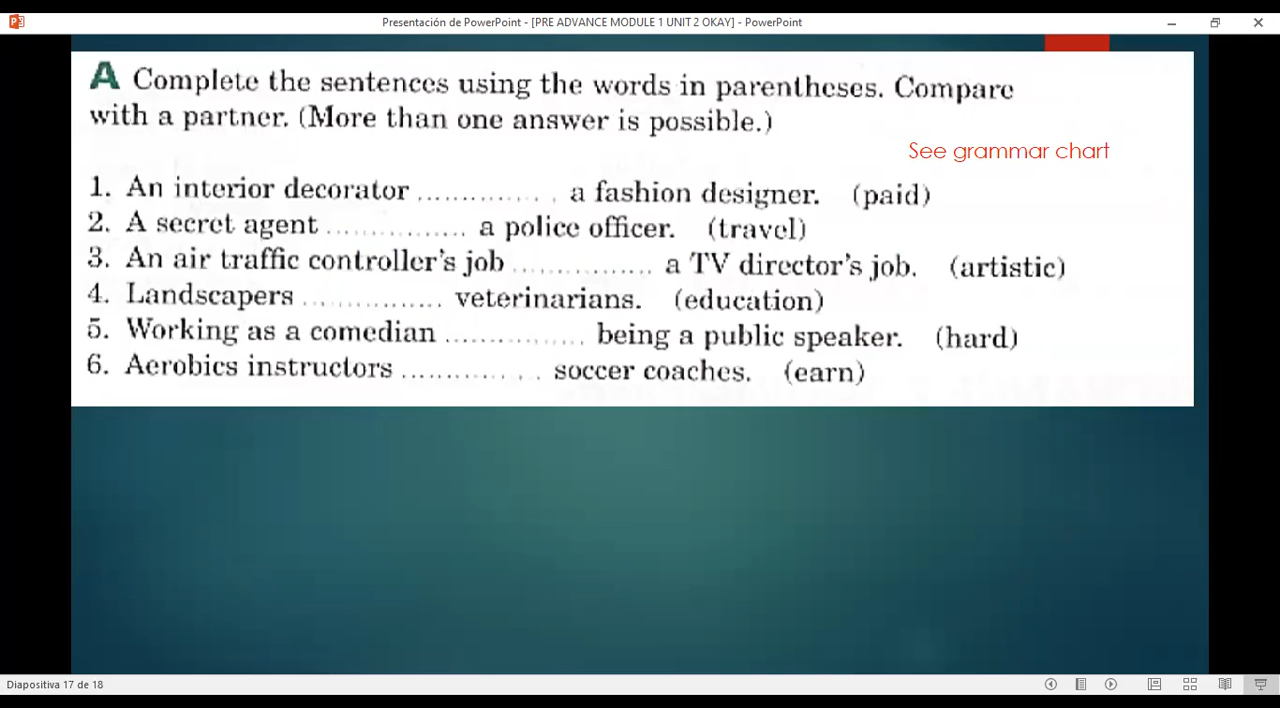 Presentación de PowerPoint - [PRE ADVANCE MODULE 1 UNIT 2 OKAY] - PowerPoint
A Complete the sentences using the words in parentheses. Compare
with a partner. (More than one answer is possible.)
See grammar chart
1. An interior decorator .............. a fashion designer. (paid)
2. A secret agent ............... a police officer. (travel)
3. An air traffic controller's job ............... a TV director's job. (artistic)
4. Landscapers ............... veterinarians. (education)
5. Working as a comedian ............... being a public speaker. (hard)
6. Aerobics instructors ............... soccer coaches. (earn)
Diapositiva 17 de 18